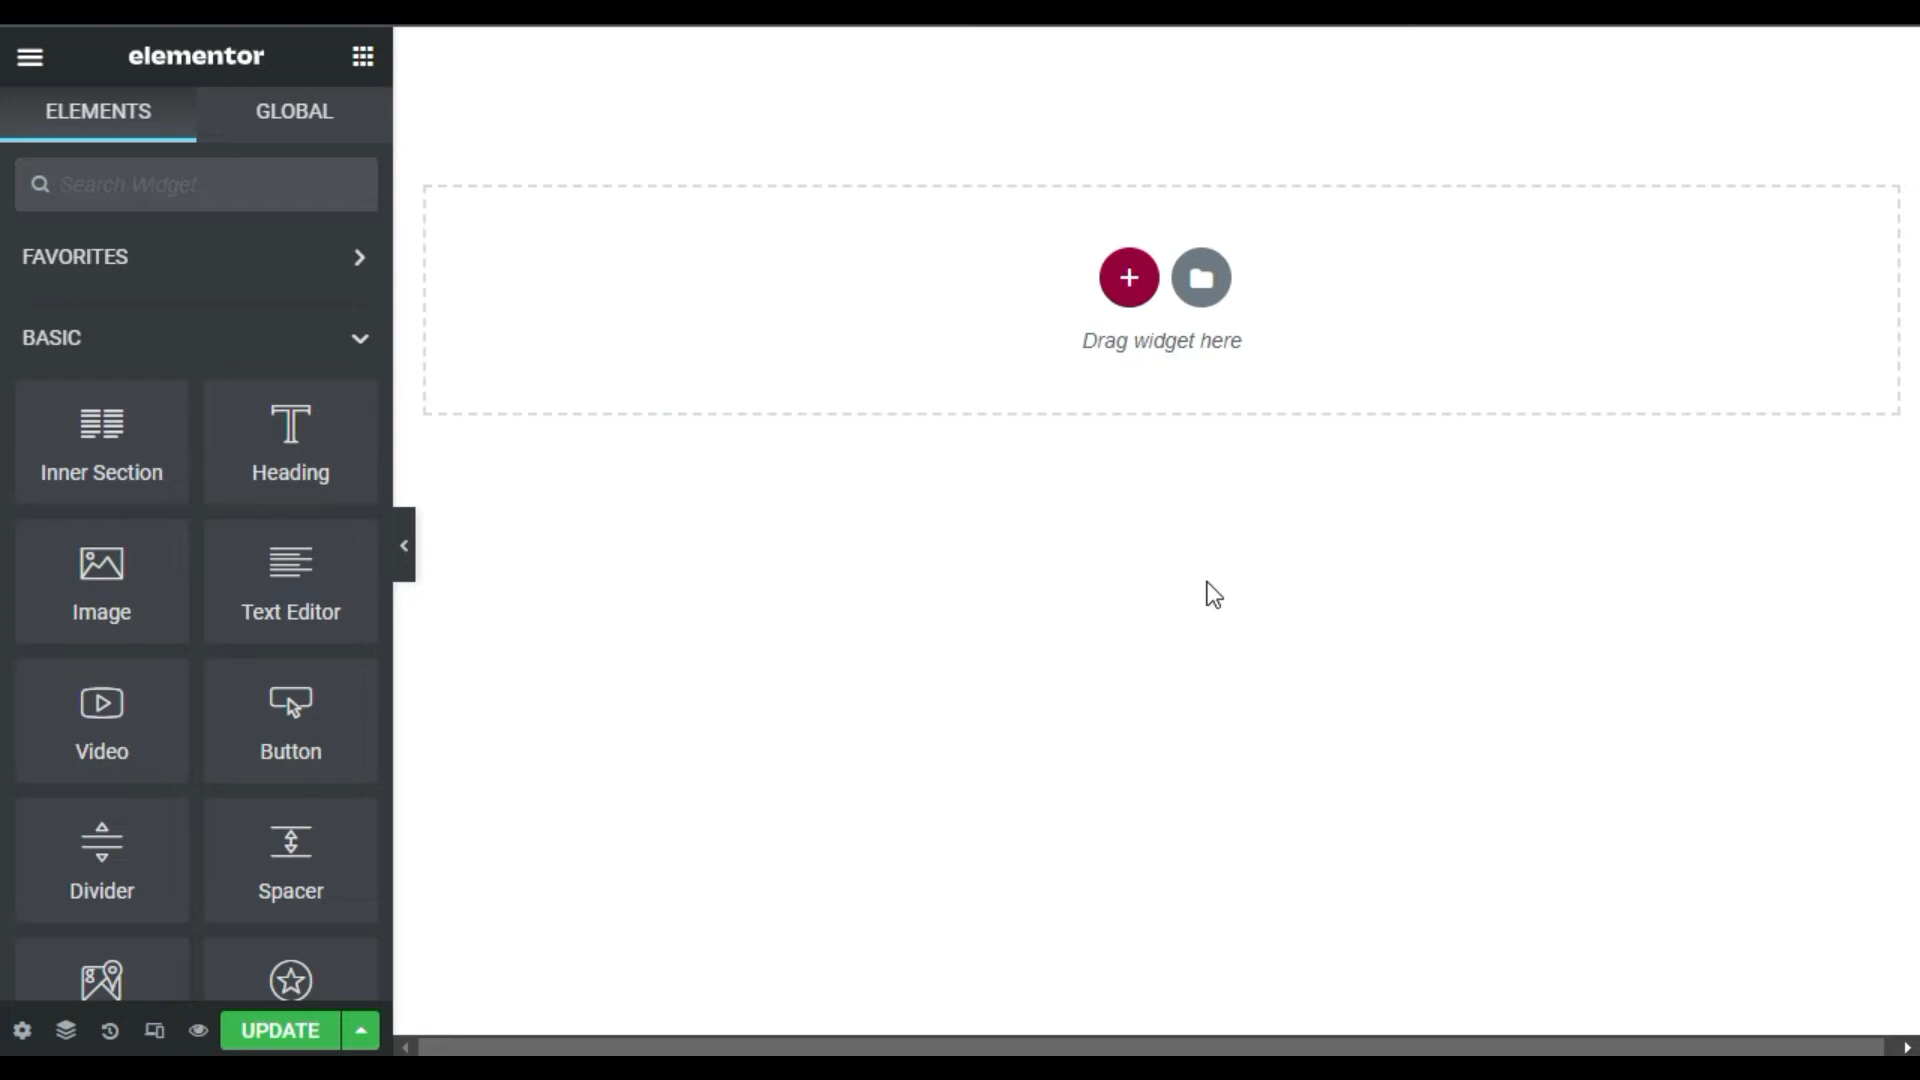 elementor
ELEMENTS GLOBAL
Search Widget
FAVORITES
BASIC
Inner Section
Heading
Image
Text Editor
Video
Button
Divider
Spacer
UPDATE
Drag widget here